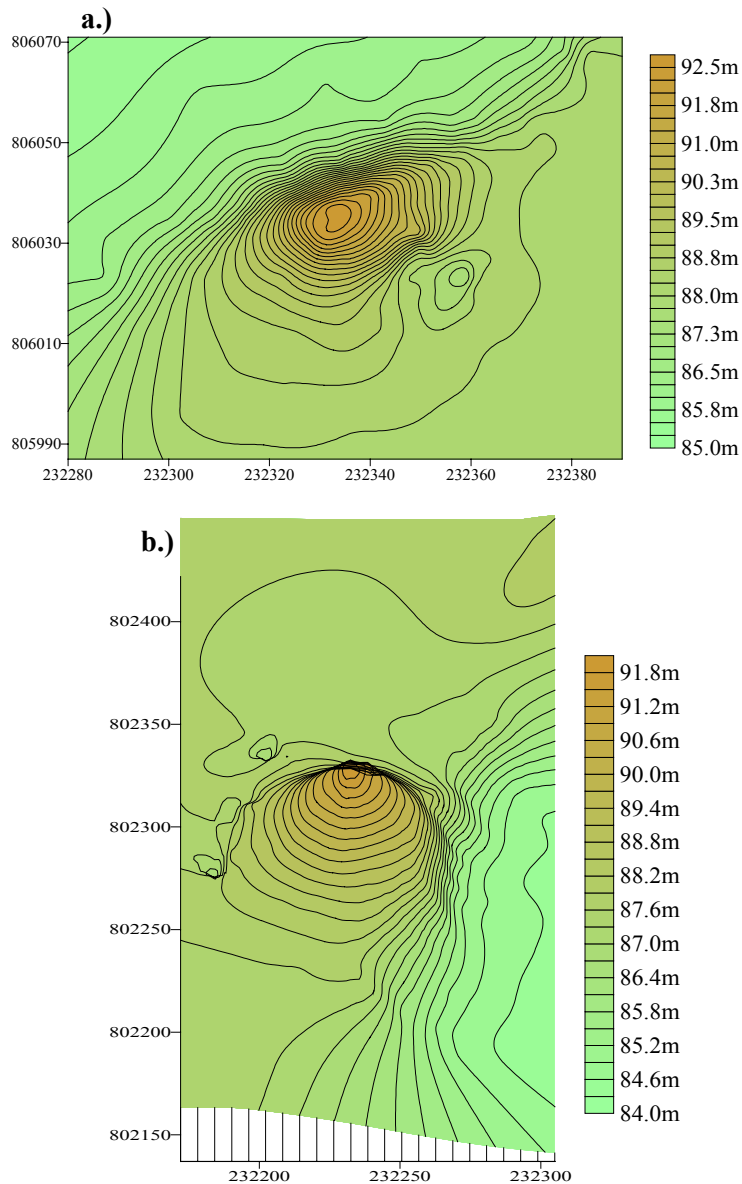 a.)
806070
806050
806030
806010
805990
232280 232300 232320 232340 232360 232380
92.5m
91.8m
91.0m
90.3m
89.5m
88.8m
88.0m
87.3m
86.5m
85.8m
85.0m
b.)
802400
802350
802300
802250
802200
802150
232200 232250 232300
91.8m
91.2m
90.6m
90.0m
89.4m
88.8m
88.2m
87.6m
87.0m
86.4m
85.8m
85.2m
84.6m
84.0m